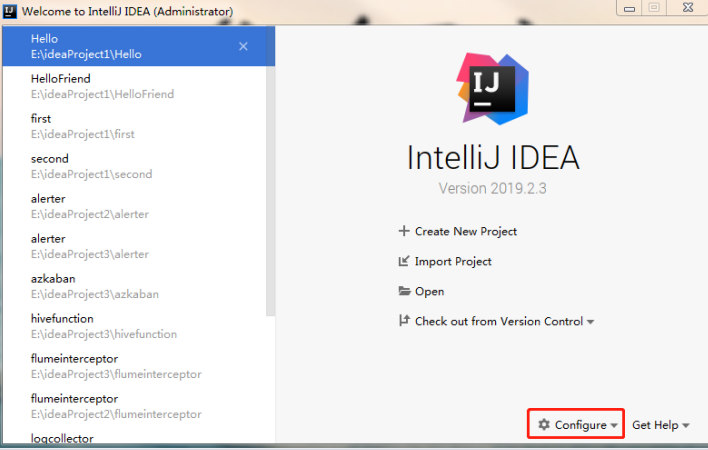 Welcome to IntelliJ IDEA (Administrator)
Hello
E:\ideaProject1\Hello
HelloFriend
E:\ideaProject1\HelloFriend
first
E:\ideaProject1\first
second
E:\ideaProject1\second
alerter
E:\ideaProject2\alerter
alerter
E:\ideaProject3\alerter
azkaban
E:\ideaProject3\azkaban
hivefunction
E:\ideaProject3\hivefunction
flumeinterceptor
E:\ideaProject3\flumeinterceptor
flumeinterceptor
E:\ideaProject2\flumeinterceptor
logcollector
IJ
IntelliJ IDEA
Version 2019.2.3
Create New Project
Import Project
Open
Check out from Version Control
Configure
Get Help